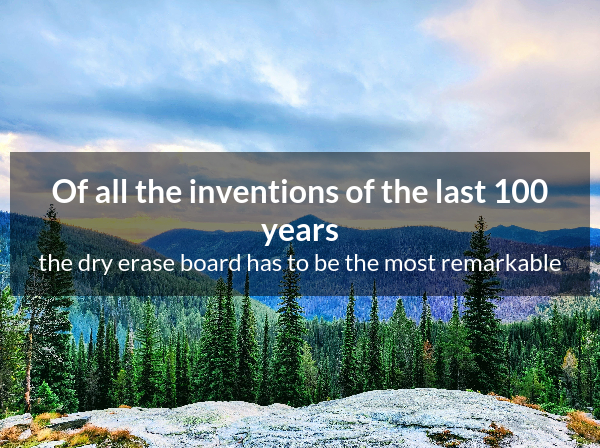 Of all the inventions of the last 100
years
the dry erase board has to be the most remarkable